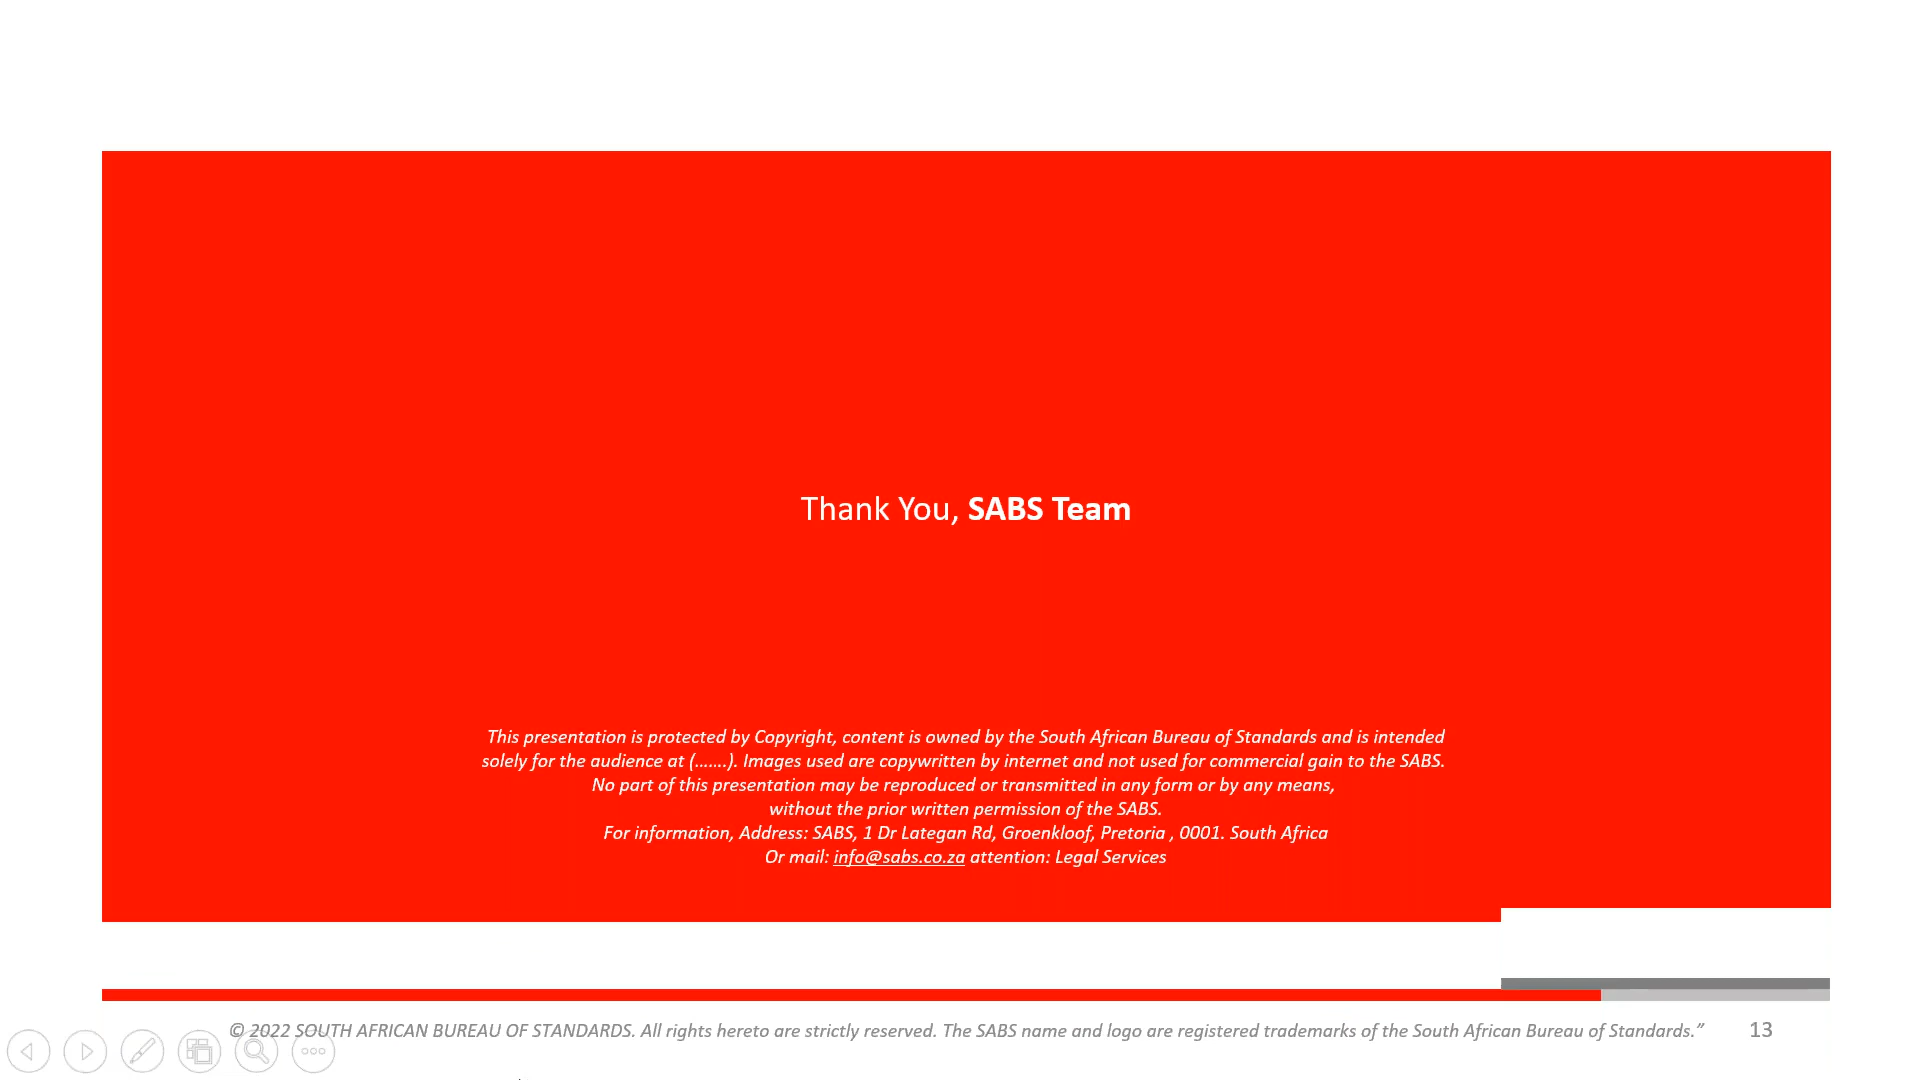 Thank You, SABS Team
This presentation is protected by Copyright, content is owned by the South African Bureau of Standards and is intended
solely for the audience at (.......). Images used are copywritten by internet and not used for commercial gain to the SABS.
No part of this presentation may be reproduced or transmitted in any form or by any means,
without the prior written permission of the SABS.
For information, Address: SABS, 1 Dr Lategan Rd, Groenkloof, Pretoria , 0001. South Africa
Or mail: info@sabs.co.za attention: Legal Services
© 2022 SOUTH AFRICAN BUREAU OF STANDARDS. All rights hereto are strictly reserved. The SABS name and logo are registered trademarks of the South African Bureau of Standards.” 13